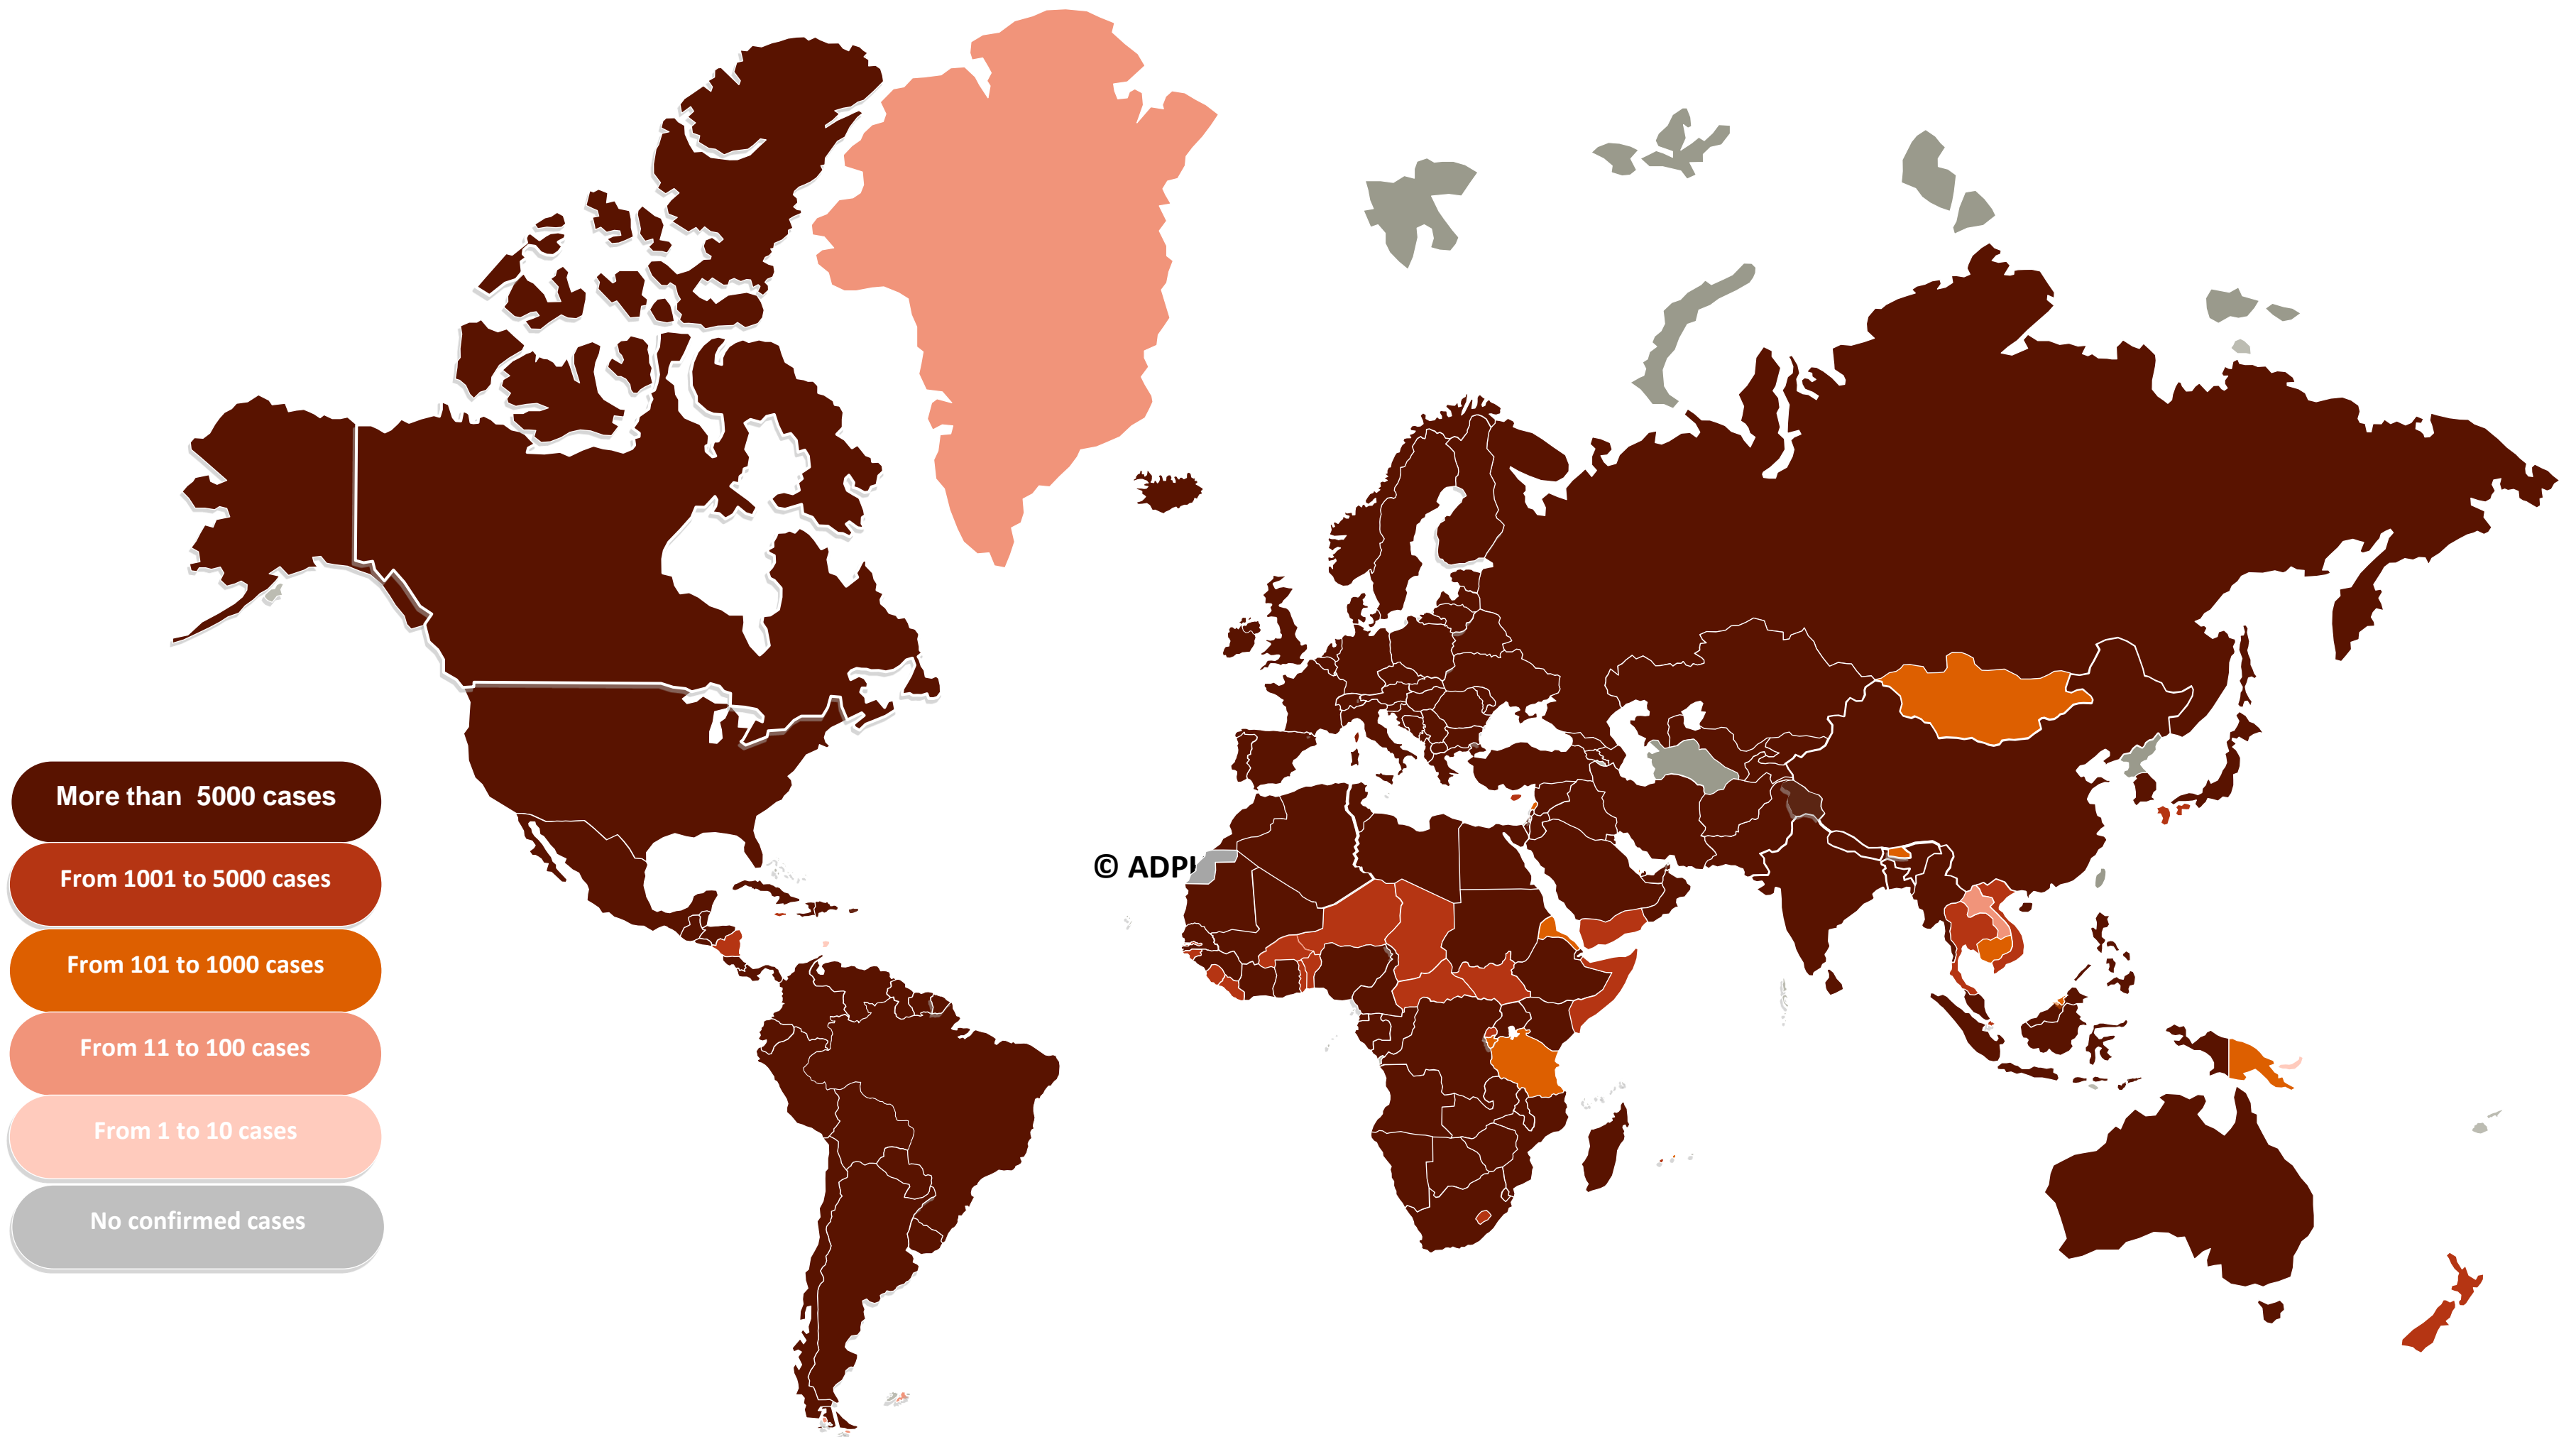 More than 5000 cases
From 1001 to 5000 cases
From 101 to 1000 cases
From 11 to 100 cases
From 1 to 10 cases
No confirmed cases
©